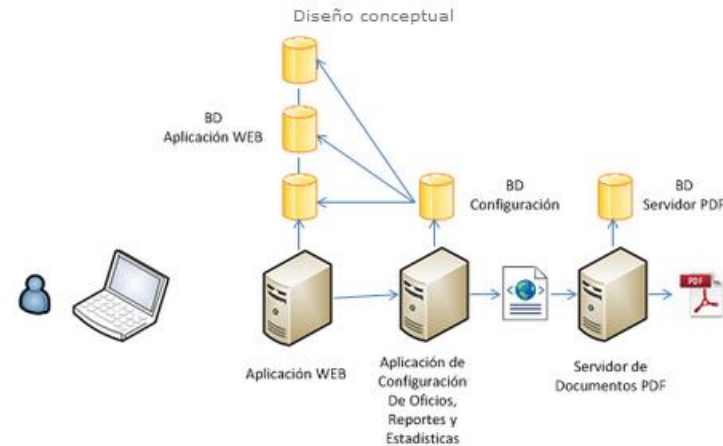 Diseño conceptual
BD
Aplicación WEB
BD
Configuración
BD
Servidor PDF
PDF
Aplicación WEB
Aplicación de
Configuración
De Oficios,
Reportes y
Estadísticas
Servidor de
Documentos PDF